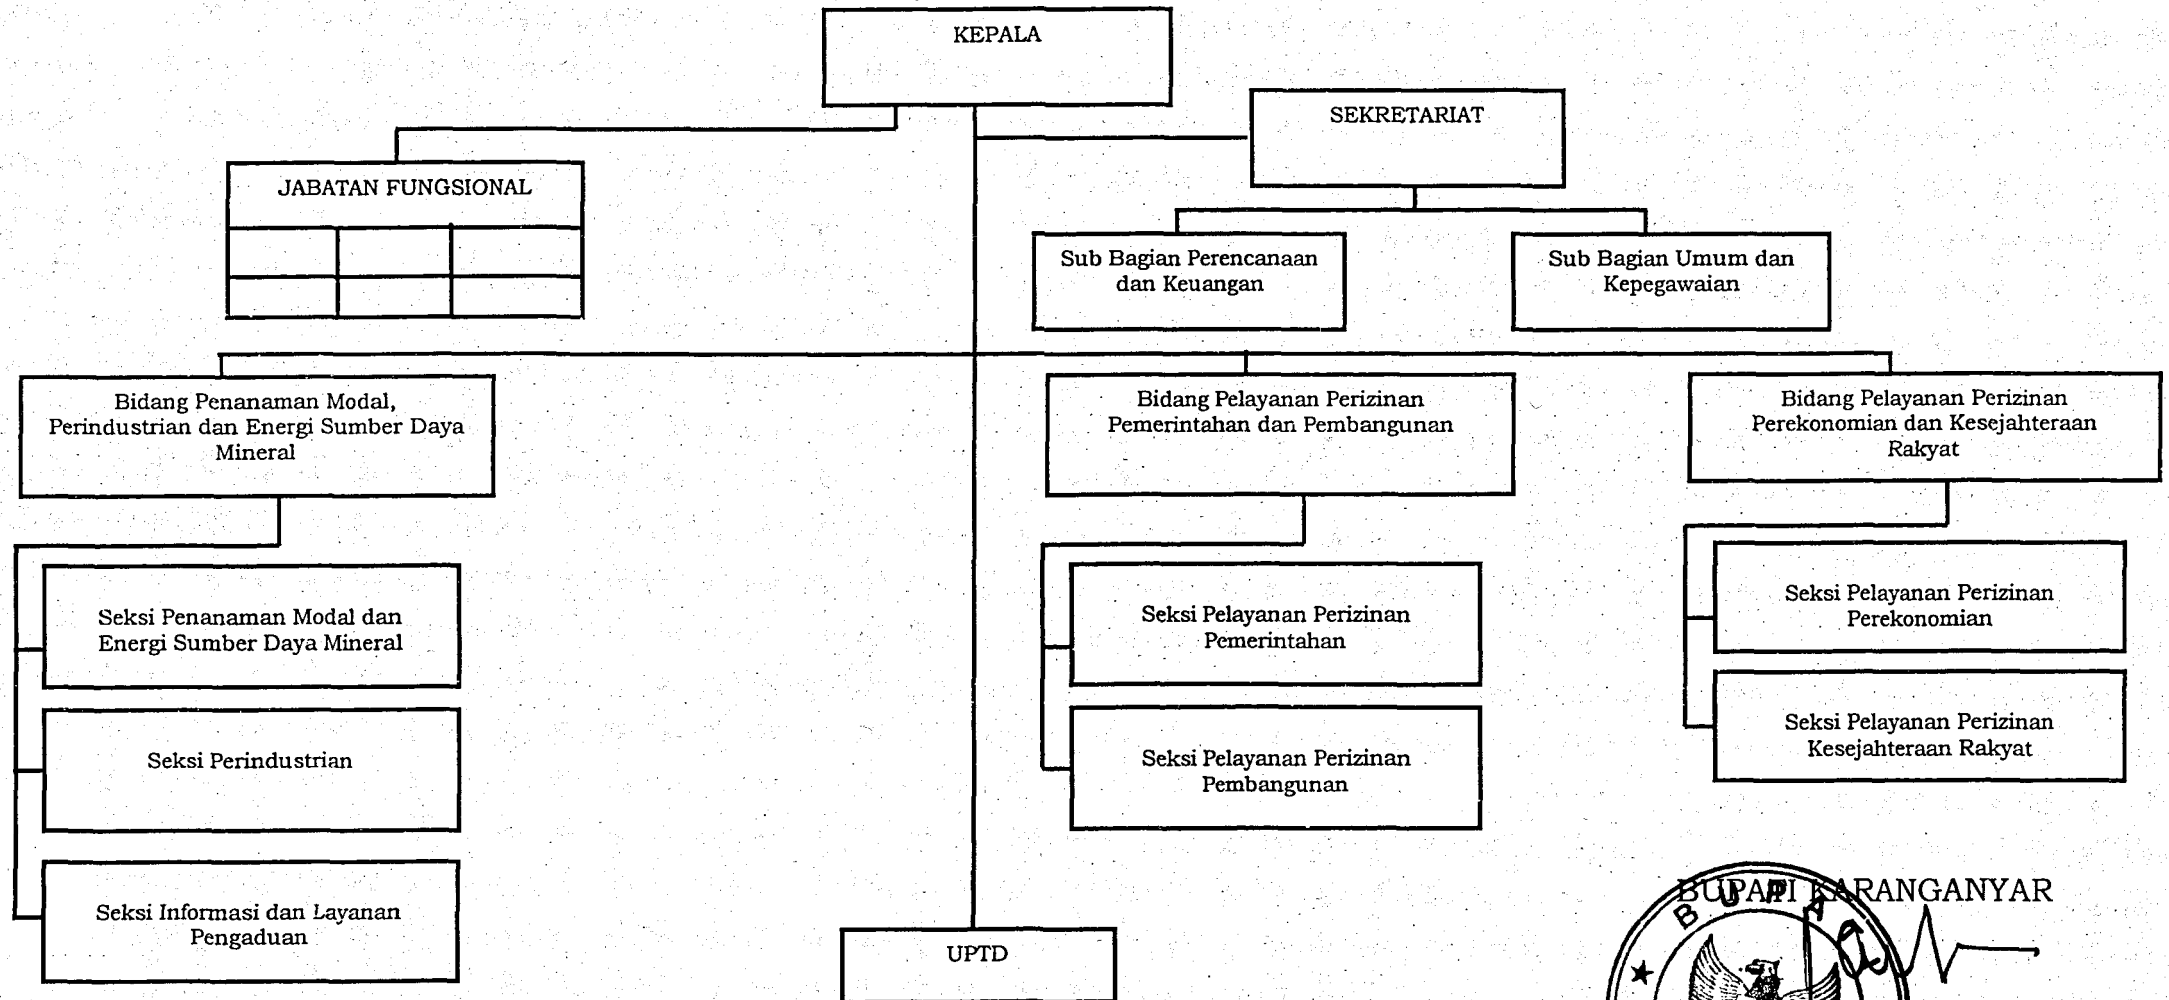 KEPALA
SEKRETARIAT
JABATAN FUNGSIONAL
Sub Bagian Perencanaan
dan Keuangan
Sub Bagian Umum dan
Kepegawaian
Bidang Penanaman Modal,
Perindustrian dan Energi Sumber Daya
Mineral
Bidang Pelayanan Perizinan
Pemerintahan dan Pembangunan
Bidang Pelayanan Perizinan
Perekonomian dan Kesejahteraan
Rakyat
Seksi Penanaman Modal dan
Energi Sumber Daya Mineral
Seksi Perindustrian
Seksi Informasi dan Layanan
Pengaduan
Seksi Pelayanan Perizinan
Pemerintahan
Seksi Pelayanan Perizinan
Pembangunan
Seksi Pelayanan Perizinan
Perekonomian
Seksi Pelayanan Perizinan
Kesejahteraan Rakyat
UPTD
BUPATI KARANGANYAR
B U P A